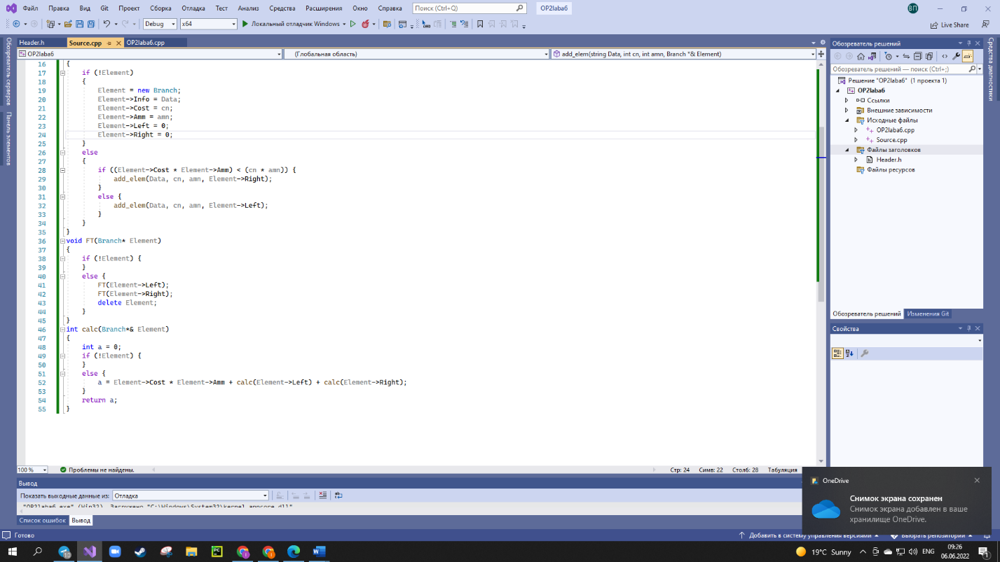 Файл Правка Вид Git Проект Сборка Отладка Тест Анализ Средства Расширения Окно Справка Поиск (Ctrl+Q) OP2laba6 ВП
Debug x64 Локальный отладчик Windows Live Share
Обозреватель серверов
Панель элементов
Header.h Source.cpp OP2laba6.cpp
OP2laba6 (Глобальная область) add_elem(string Data, int cn, int amn, Branch *& Element)
16 {
17 if (!Element)
18 {
19 Element = new Branch;
20 Element->Info = Data;
21 Element->Cost = cn;
22 Element->Amm = amn;
23 Element->Left = 0;
24 Element->Right = 0;
25 }
26 else
27 {
28 if ((Element->Cost * Element->Amm) < (cn * amn)) {
29 add_elem(Data, cn, amn, Element->Right);
30 }
31 else {
32 add_elem(Data, cn, amn, Element->Left);
33 }
34 }
35 }
36 void FT(Branch* Element)
37 {
38 if (!Element) {
39 }
40 else {
41 FT(Element->Left);
42 FT(Element->Right);
43 delete Element;
44 }
45 }
46 int calc(Branch*& Element)
47 {
48 int a = 0;
49 if (!Element) {
50 }
51 else {
52 a = Element->Cost * Element->Amm + calc(Element->Left) + calc(Element->Right);
53 }
54 return a;
55 }
100 % Проблемы не найдены. Стр: 24 Симв: 22 Столб: 28 Табуляция
Вывод
Показать выходные данные из: Отладка
"OP2laba6.exe" (Win32). Загружено "C:\Windows\System32\kernel.appcore.dll"
Список ошибок Вывод
Готово Добавить в систему управления версиями Выбрать репозиторий
Обозреватель решений
Обозреватель решений — поиск (Ctrl+;)
Решение "OP2laba6" (1 проекта 1)
OP2laba6
Ссылки
Внешние зависимости
Исходные файлы
OP2laba6.cpp
Source.cpp
Файлы заголовков
Header.h
Файлы ресурсов
Обозреватель решений Изменения Git
Свойства
Средства диагностики
OneDrive
Снимок экрана сохранен
Снимок экрана добавлен в ваше
хранилище OneDrive.
19°C Sunny ENG 09:26
06.06.2022